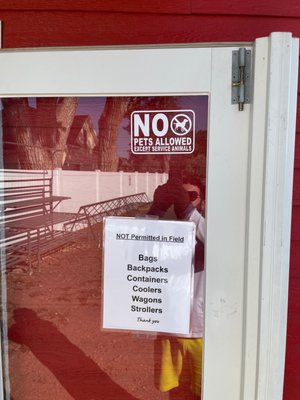 NO
PETS ALLOWED
EXCEPT SERVICE ANIMALS
NOT Permitted in Field
Bags
Backpacks
Containers
Coolers
Wagons
Strollers
Thank you